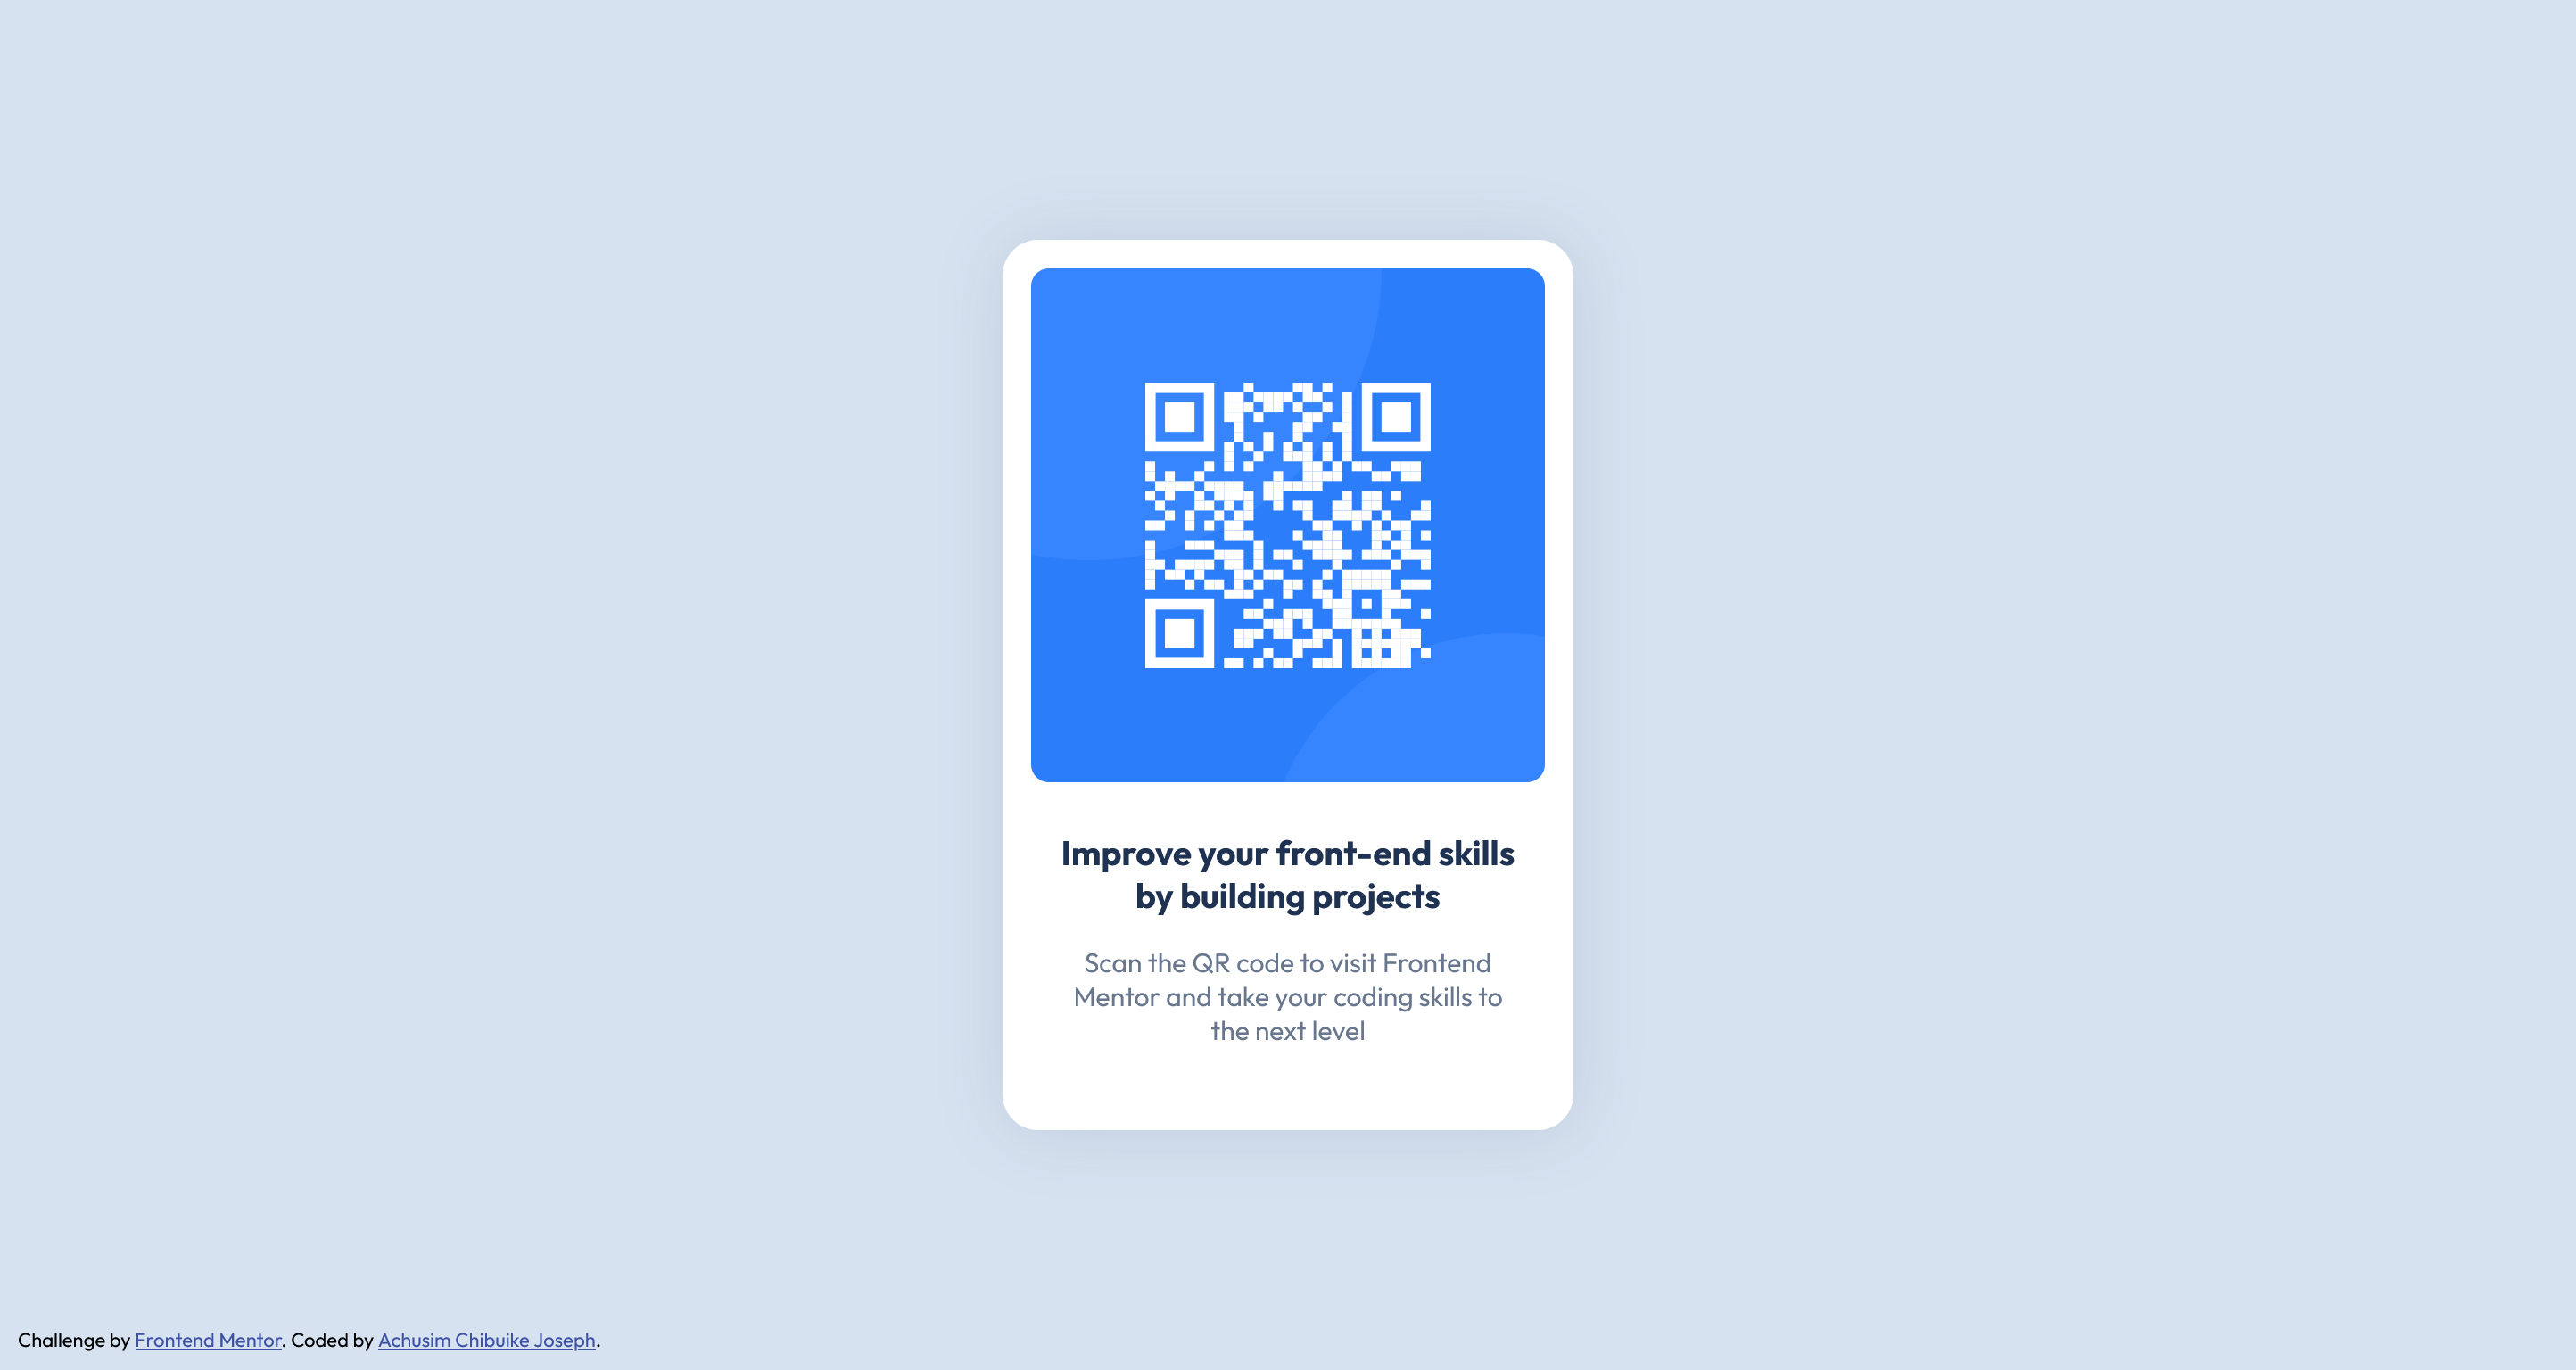 Improve your front-end skills
by building projects
Scan the QR code to visit Frontend
Mentor and take your coding skills to
the next level
Challenge by Frontend Mentor. Coded by Achusim Chibuike Joseph.